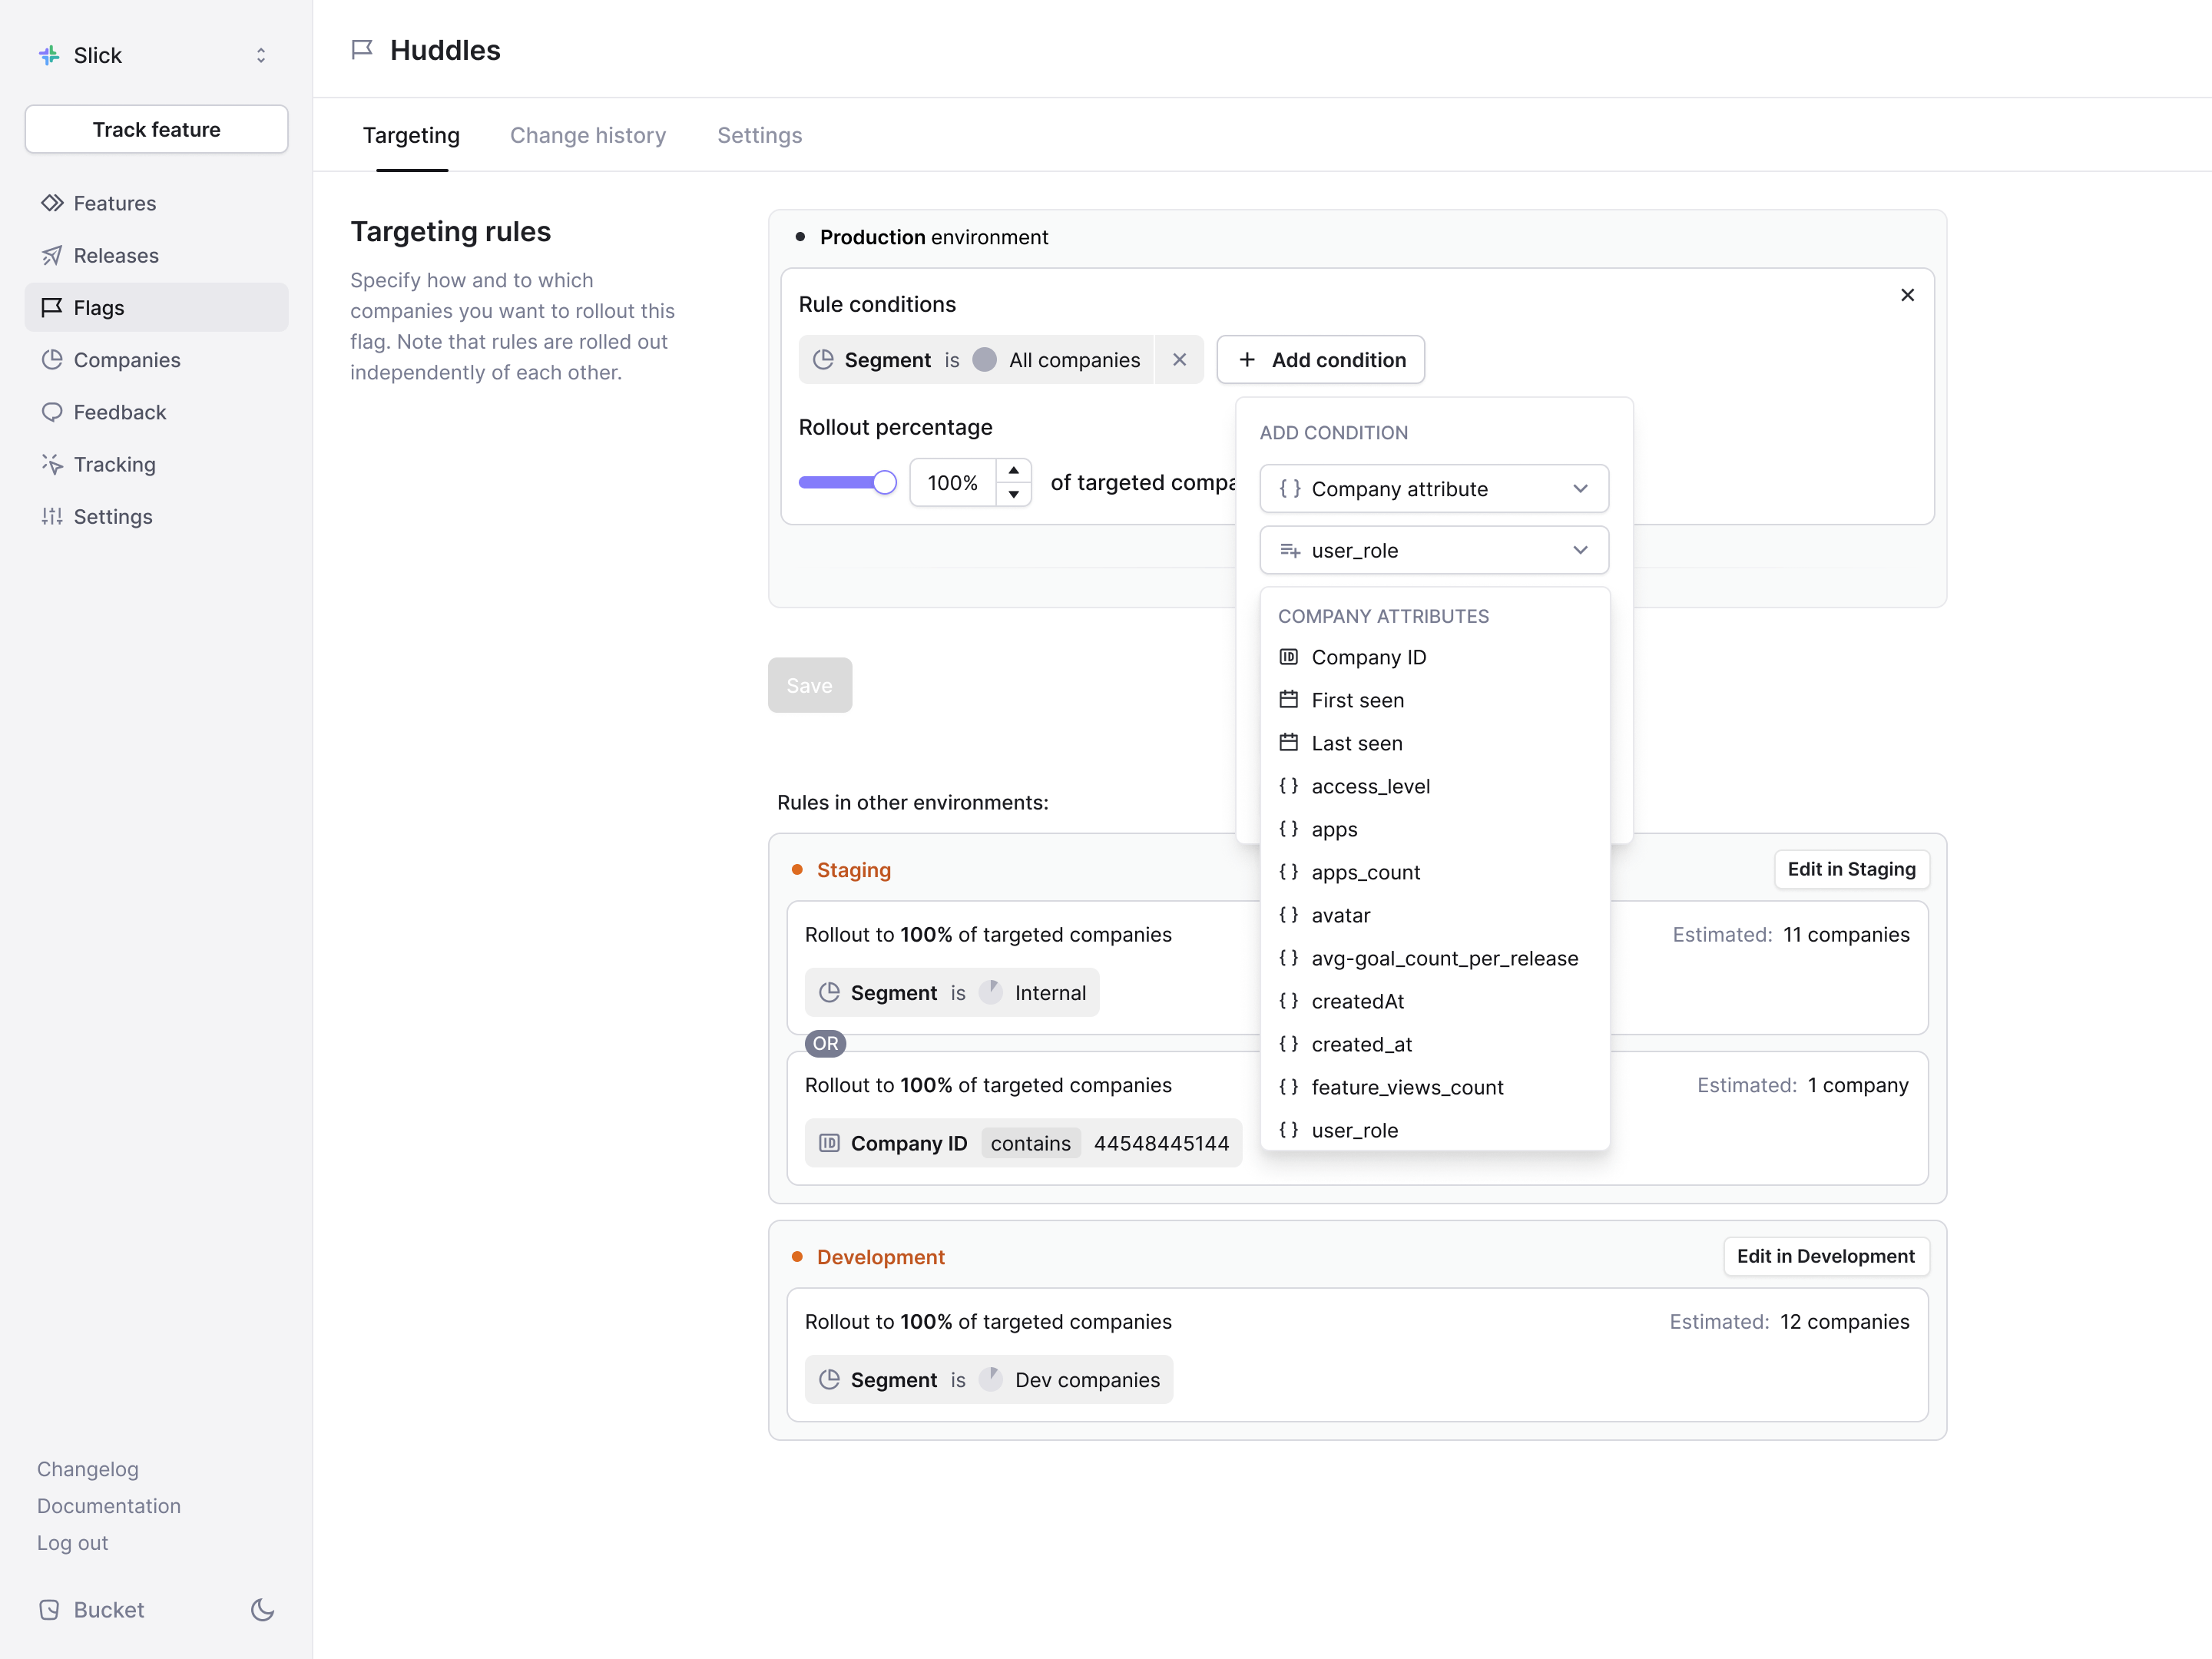 Slick
Track feature
Features
Releases
Flags
Companies
Feedback
Tracking
Settings
Changelog
Documentation
Log out
Bucket
Huddles
Targeting
Change history
Settings
Targeting rules
Specify how and to which
companies you want to rollout this
flag. Note that rules are rolled out
independently of each other.
Production environment
Rule conditions
Segment is All companies
Add condition
Rollout percentage
100%
of targeted compa
ADD CONDITION
Company attribute
user_role
COMPANY ATTRIBUTES
Company ID
First seen
Last seen
access_level
apps
apps_count
avatar
avg-goal_count_per_release
createdAt
created_at
feature_views_count
user_role
Save
Rules in other environments:
Staging
Edit in Staging
Rollout to 100% of targeted companies
Estimated: 11 companies
Segment is Internal
OR
Rollout to 100% of targeted companies
Estimated: 1 company
Company ID contains 44548445144
Development
Edit in Development
Rollout to 100% of targeted companies
Estimated: 12 companies
Segment is Dev companies